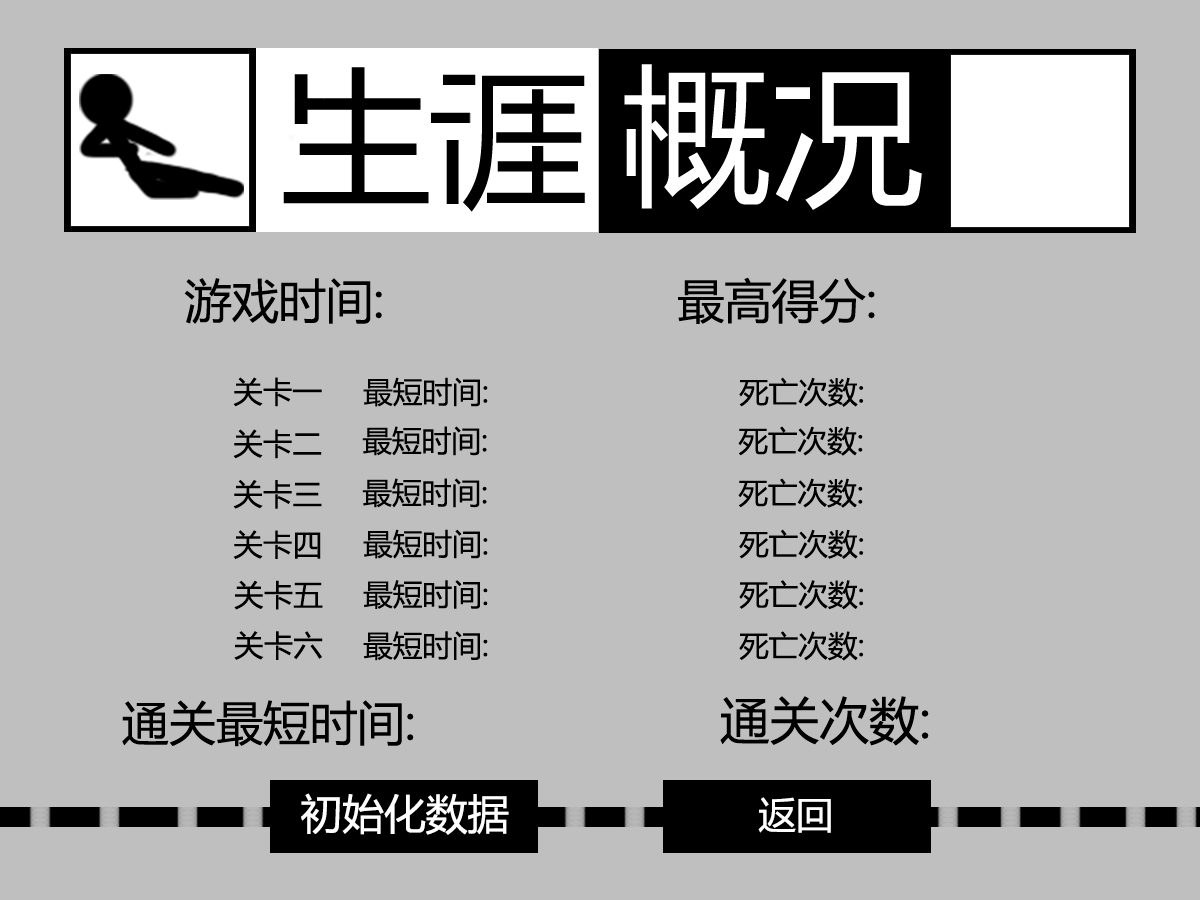 生涯概况
游戏时间: 最高得分:
关卡一 最短时间: 死亡次数:
关卡二 最短时间: 死亡次数:
关卡三 最短时间: 死亡次数:
关卡四 最短时间: 死亡次数:
关卡五 最短时间: 死亡次数:
关卡六 最短时间: 死亡次数:
通关最短时间: 通关次数:
初始化数据 返回